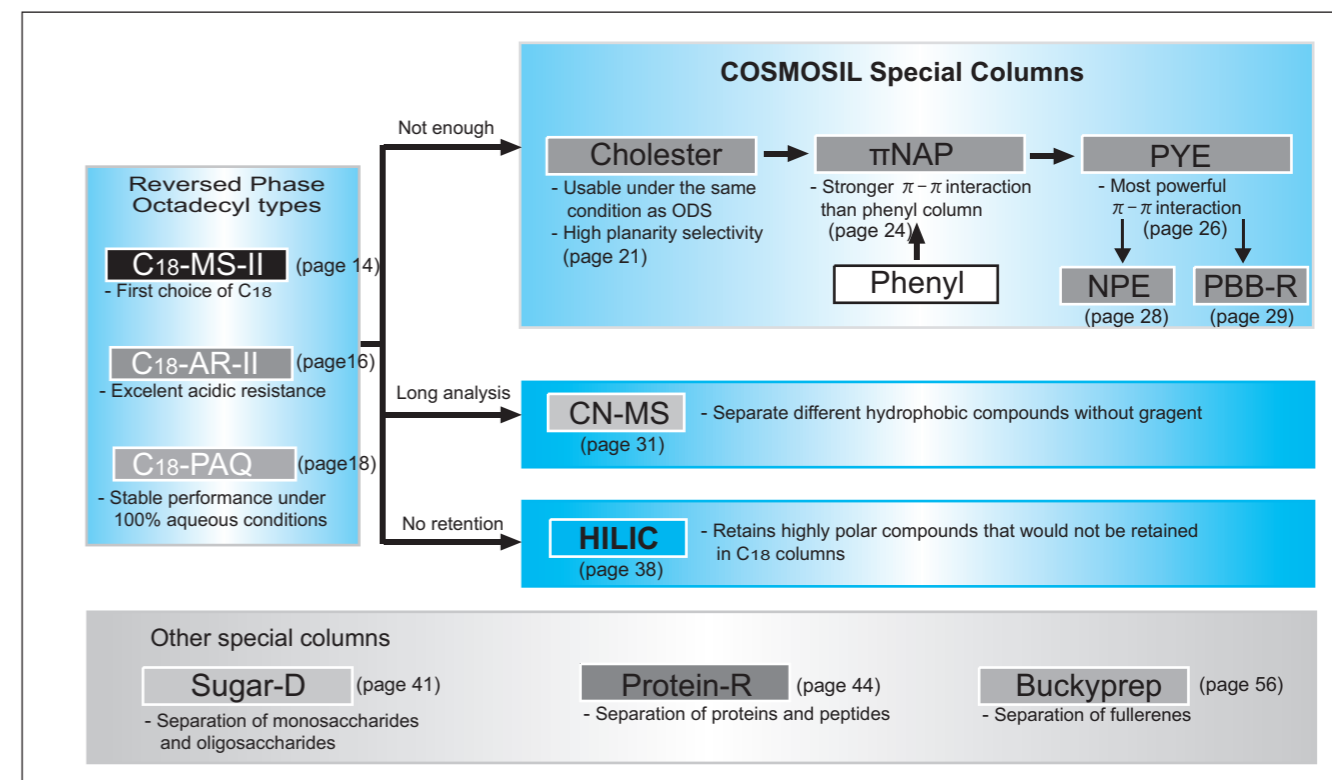 COSMOSIL Special Columns
Not enough
Cholester
- Usable under the same
condition as ODS
- High planarity selectivity
(page 21)
πNAP
- Stronger π-π interaction
than phenyl column
(page 24)
Phenyl
PYE
- Most powerful
π-π interaction
(page 26)
NPE
(page 28)
PBB-R
(page 29)
Reversed Phase
Octadecyl types
C18-MS-II (page 14)
- First choice of C18
C18-AR-II (page16)
- Excelent acidic resistance
C18-PAQ (page18)
- Stable performance under
100% aqueous conditions
Long analysis
CN-MS
(page 31)
- Separate different hydrophobic compounds without gragent
No retention
HILIC
(page 38)
- Retains highly polar compounds that would not be retained
in C18 columns
Other special columns
Sugar-D (page 41)
- Separation of monosaccharides
and oligosaccharides
Protein-R (page 44)
- Separation of proteins and peptides
Buckyprep (page 56)
- Separation of fullerenes